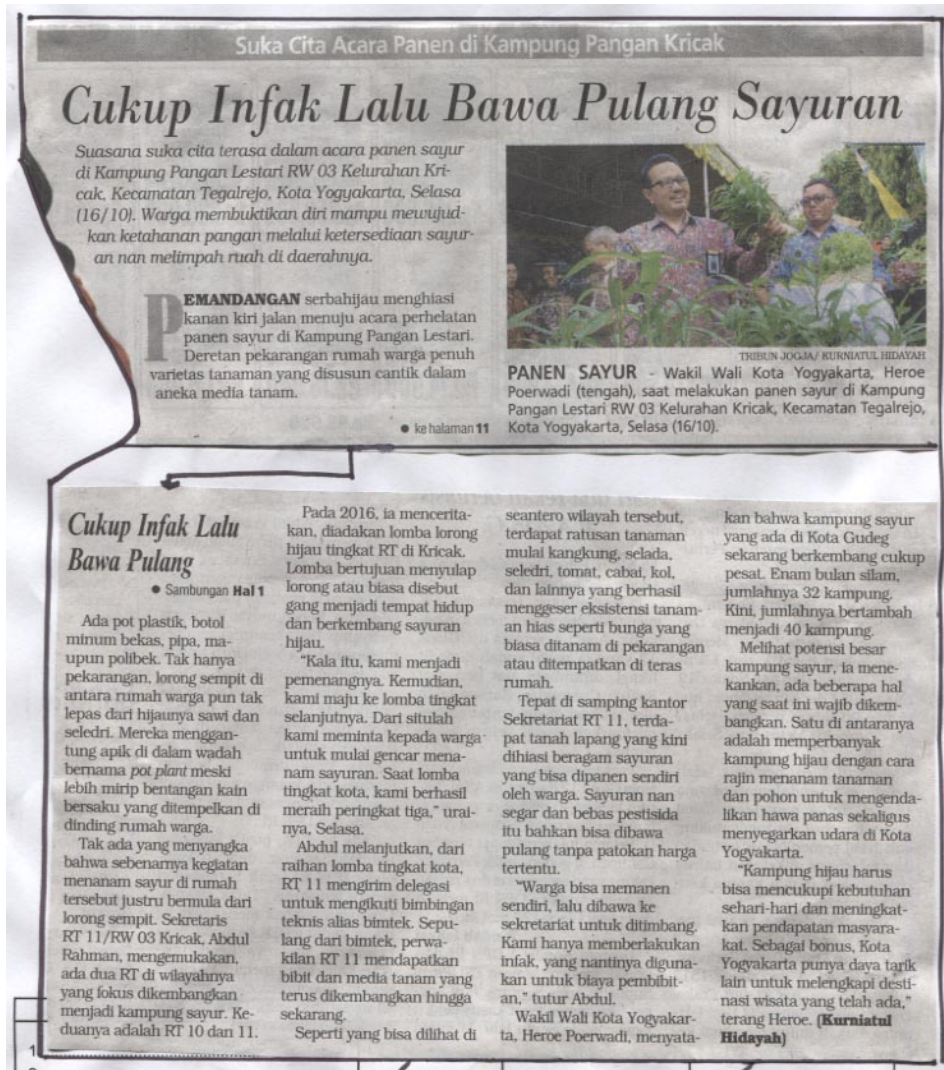 Suka Cita Acara Panen di Kampung Pangan Kricak
Cukup Infak Lalu Bawa Pulang Sayuran
Suasana suka cita terasa dalam acara panen sayur
di Kampung Pangan Lestari RW 03 Kelurahan Kri-
cak, Kecamatan Tegalrejo, Kota Yogyakarta, Selasa
(16/10). Warga membuktikan diri mampu mewujud-
kan ketahanan pangan melalui ketersediaan sayur-
an nan melimpah ruah di daerahnya.
PEMANDANGAN serbahijau menghiasi
kanan kiri jalan menuju acara perhelatan
panen sayur di Kampung Pangan Lestari.
Deretan pekarangan rumah warga penuh
varietas tanaman yang disusun cantik dalam
aneka media tanam.
● ke halaman 11
TRIBUN JOGJA/ KURNIATUL HIDAYAH
PANEN SAYUR - Wakil Wali Kota Yogyakarta, Heroe
Poerwadi (tengah), saat melakukan panen sayur di Kampung
Pangan Lestari RW 03 Kelurahan Kricak, Kecamatan Tegalrejo,
Kota Yogyakarta, Selasa (16/10).
Cukup Infak Lalu
Bawa Pulang
● Sambungan Hal 1
Ada pot plastik, botol
minum bekas, pipa, ma-
upun polibek. Tak hanya
pekarangan, lorong sempit di
antara rumah warga pun tak
lepas dari hijaunya sawi dan
seledri. Mereka menggan-
tung apik di dalam wadah
bernama pot plant meski
lebih mirip bentangan kain
bersaku yang ditempelkan di
dinding rumah warga.
Tak ada yang menyangka
bahwa sebenarnya kegiatan
menanam sayur di rumah
tersebut justru bermula dari
lorong sempit. Sekretaris
RT 11/RW 03 Kricak, Abdul
Rahman, mengemukakan,
ada dua RT di wilayahnya
yang fokus dikembangkan
menjadi kampung sayur. Ke-
duanya adalah RT 10 dan 11.
Pada 2016, ia mencerita-
kan, diadakan lomba lorong
hijau tingkat RT di Kricak.
Lomba bertujuan menyulap
lorong atau biasa disebut
gang menjadi tempat hidup
dan berkembang sayuran
hijau.
"Kala itu, kami menjadi
pemenangnya. Kemudian,
kami maju ke lomba tingkat
selanjutnya. Dari situlah
kami meminta kepada warga
untuk mulai gencar mena-
nam sayuran. Saat lomba
tingkat kota, kami berhasil
meraih peringkat tiga," urai-
nya, Selasa.
Abdul melanjutkan, dari
raihan lomba tingkat kota,
RT 11 mengirim delegasi
untuk mengikuti bimbingan
teknis alias bimtek. Sepu-
lang dari bimtek, perwa-
kilan RT 11 mendapatkan
bibit dan media tanam yang
terus dikembangkan hingga
sekarang.
Seperti yang bisa dilihat di
seantero wilayah tersebut,
terdapat ratusan tanaman
mulai kangkung, selada,
seledri, tomat, cabai, kol,
dan lainnya yang berhasil
menggeser eksistensi tanam-
an hias seperti bunga yang
biasa ditanam di pekarangan
atau ditempatkan di teras
rumah.
Tepat di samping kantor
Sekretariat RT 11, terda-
pat tanah lapang yang kini
dihiasi beragam sayuran
yang bisa dipanen sendiri
oleh warga. Sayuran nan
segar dan bebas pestisida
itu bahkan bisa dibawa
pulang tanpa patokan harga
tertentu.
"Warga bisa memanen
sendiri, lalu dibawa ke
sekretariat untuk ditimbang.
Kami hanya memberlakukan
infak, yang nantinya diguna-
kan untuk biaya pembibit-
an," tutur Abdul.
Wakil Wali Kota Yogyakar-
ta, Heroe Poerwadi, menyata-
kan bahwa kampung sayur
yang ada di Kota Gudeg
sekarang berkembang cukup
pesat. Enam bulan silam,
jumlahnya 32 kampung.
Kini, jumlahnya bertambah
menjadi 40 kampung.
Melihat potensi besar
kampung sayur, ia mene-
kankan, ada beberapa hal
yang saat ini wajib dikem-
bangkan. Satu di antaranya
adalah memperbanyak
kampung hijau dengan cara
rajin menanam tanaman
dan pohon untuk mengenda-
likan hawa panas sekaligus
menyegarkan udara di Kota
Yogyakarta.
"Kampung hijau harus
bisa mencukupi kebutuhan
sehari-hari dan meningkat-
kan pendapatan masyara-
kat. Sebagai bonus, Kota
Yogyakarta punya daya tarik
lain untuk melengkapi desti-
nasi wisata yang telah ada,"
terang Heroe. (Kurniatul
Hidayah)
1